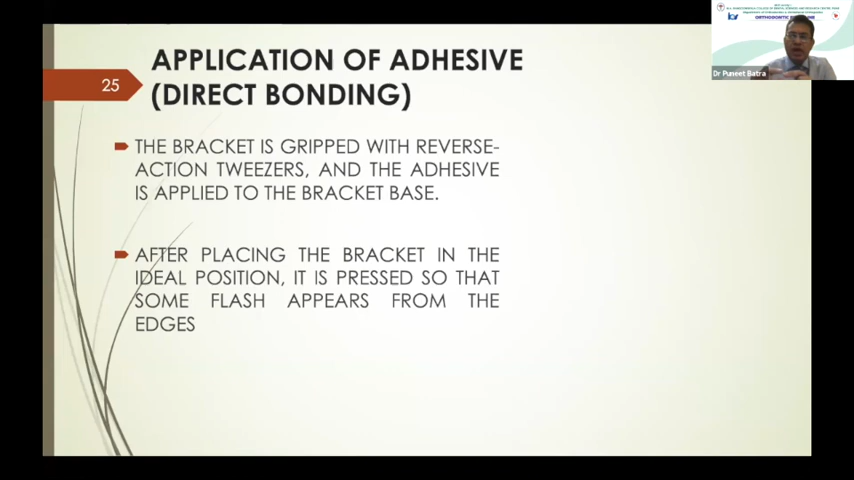 25
APPLICATION OF ADHESIVE
(DIRECT BONDING)
THE BRACKET IS GRIPPED WITH REVERSE-
ACTION TWEEZERS, AND THE ADHESIVE
IS APPLIED TO THE BRACKET BASE.
AFTER PLACING THE BRACKET IN THE
IDEAL POSITION, IT IS PRESSED SO THAT
SOME FLASH APPEARS FROM THE
EDGES
Dr Puneet Batra